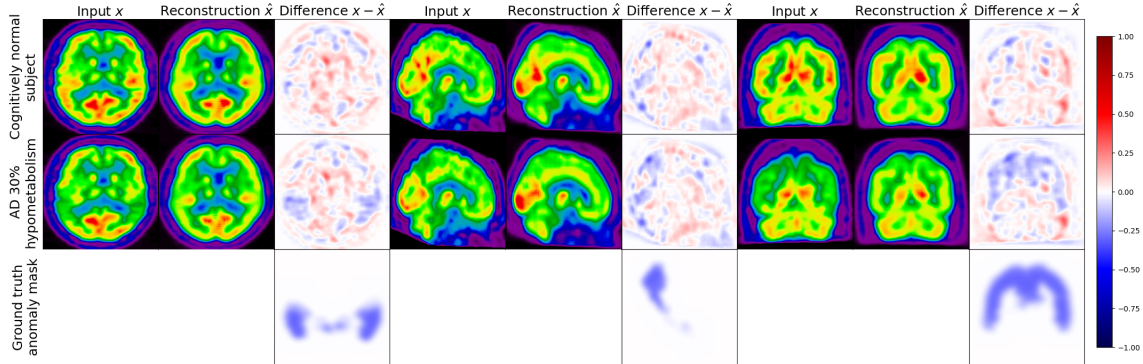 Input x Reconstruction x̂ Difference x − x̂ Input x Reconstruction x̂ Difference x − x̂ Input x Reconstruction x̂ Difference x − x̂
Cognitively normal
subject
AD 30%
hypometabolism
Ground truth
anomaly mask
1.00
0.75
0.50
0.25
0.00
−0.25
−0.50
−0.75
−1.00